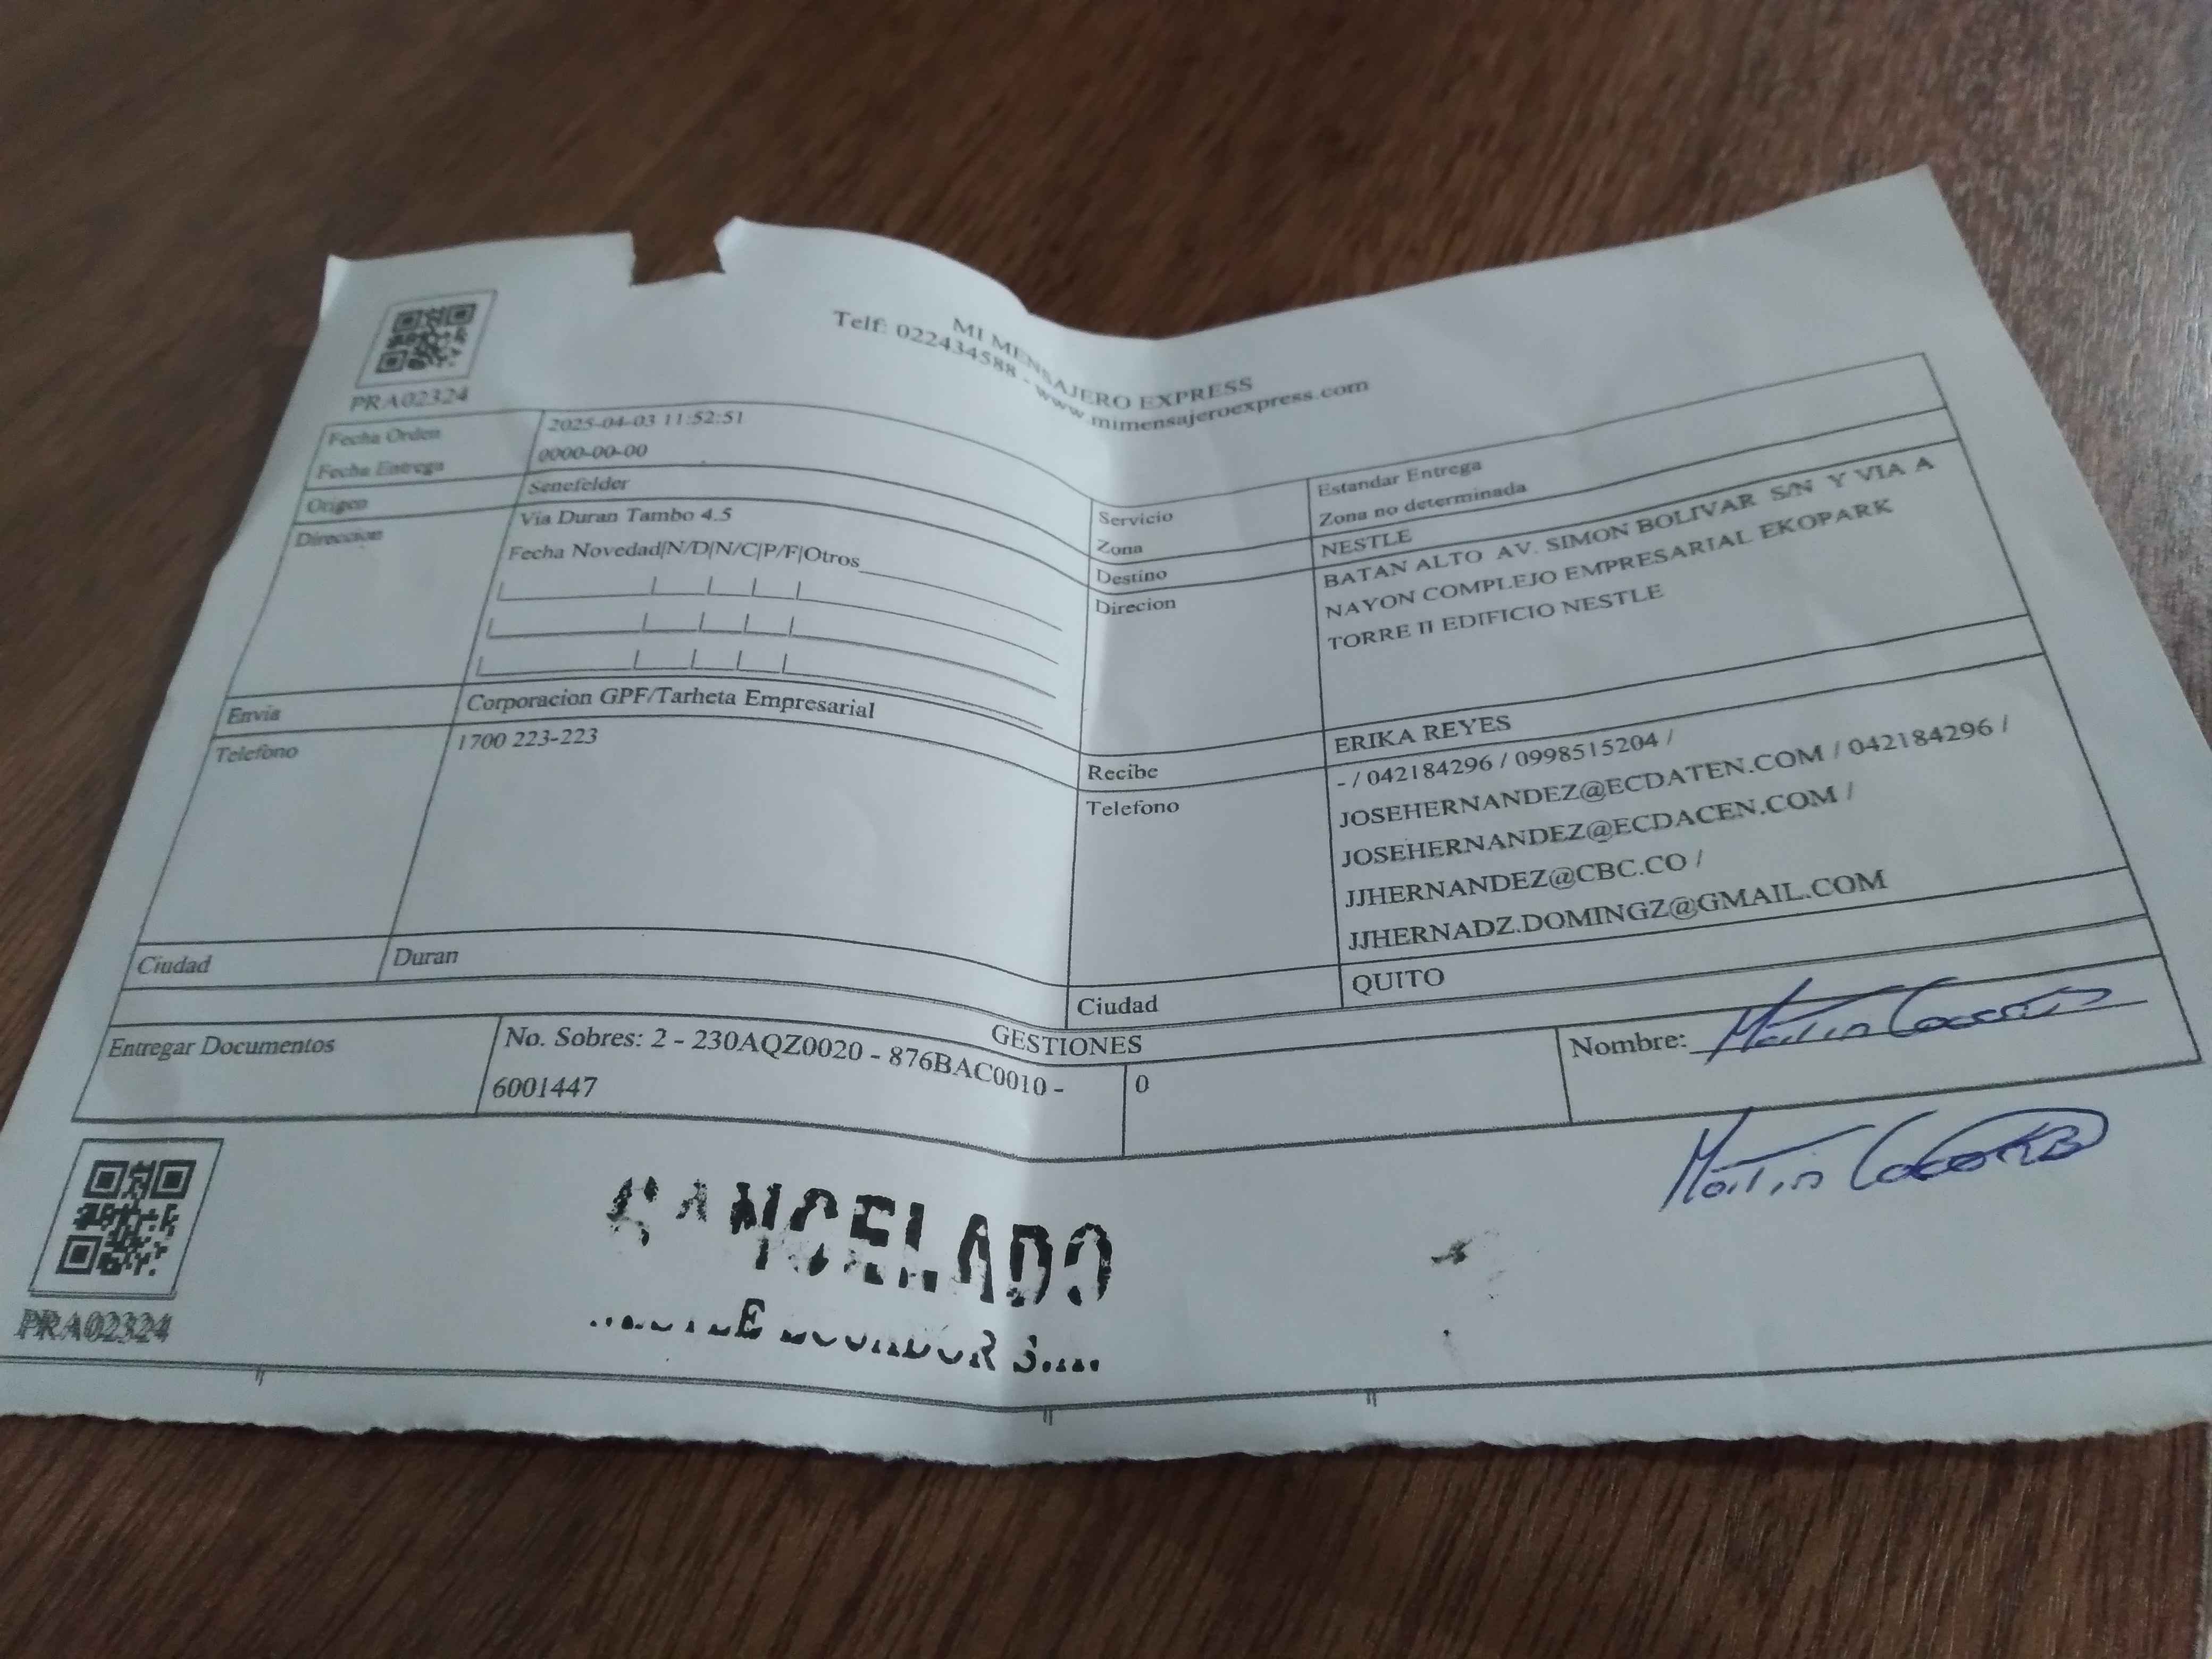 MI MENSAJERO EXPRESS
Telf: 022434588 - www.mimensajeroexpress.com
PRA02324
Fecha Orden 2025-04-03 11:52:51
Fecha Entrega 0000-00-00
Origen Senefelder
Direccion Via Duran Tambo 4.5
Fecha Novedad|N/D|N/C|P/F|Otros
Envia Corporacion GPF/Tarheta Empresarial
Telefono 1700 223-223
Ciudad Duran
Servicio Estandar Entrega
Zona Zona no determinada
Destino NESTLE
Direcion BATAN ALTO AV. SIMON BOLIVAR S/N Y VIA A
NAYON COMPLEJO EMPRESARIAL EKOPARK
TORRE II EDIFICIO NESTLE
Recibe ERIKA REYES
Telefono - / 042184296 / 0998515204 /
JOSEHERNANDEZ@ECDATEN.COM / 042184296 /
JOSEHERNANDEZ@ECDACEN.COM /
JJHERNANDEZ@CBC.CO /
JJHERNADZ.DOMINGZ@GMAIL.COM
Ciudad QUITO
GESTIONES
Entregar Documentos No. Sobres: 2 - 230AQZ0020 - 876BAC0010 -
6001447
0
Nombre: Martin
Martin
PRA02324
CANCELADO